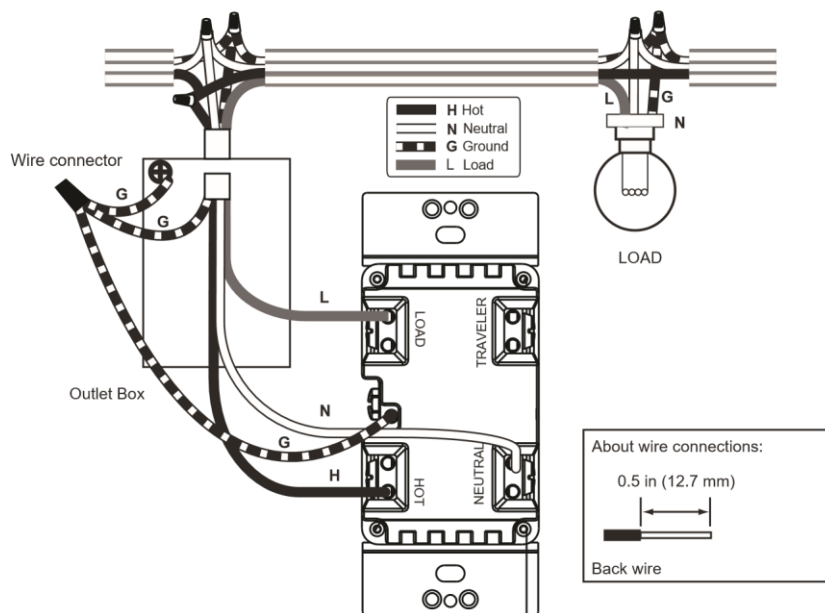 H Hot
N Neutral
G Ground
L Load
L
G
N
Wire connector
G
G
LOAD
L
LOAD
TRAVELER
Outlet Box
N
G
H
HOT
NEUTRAL
About wire connections:
0.5 in (12.7 mm)
Back wire